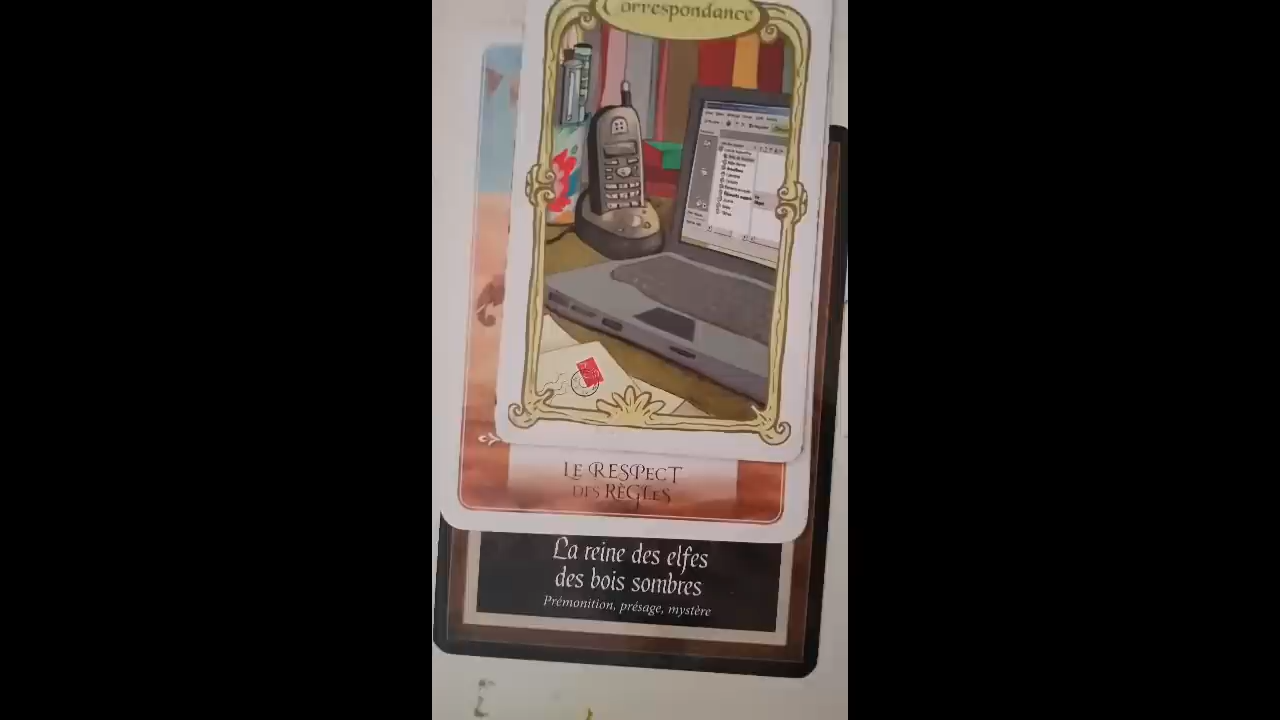 Correspondance
LE RESPECT
DES RÈGLES
La reine des elfes
des bois sombres
Prémonition, présage, mystère